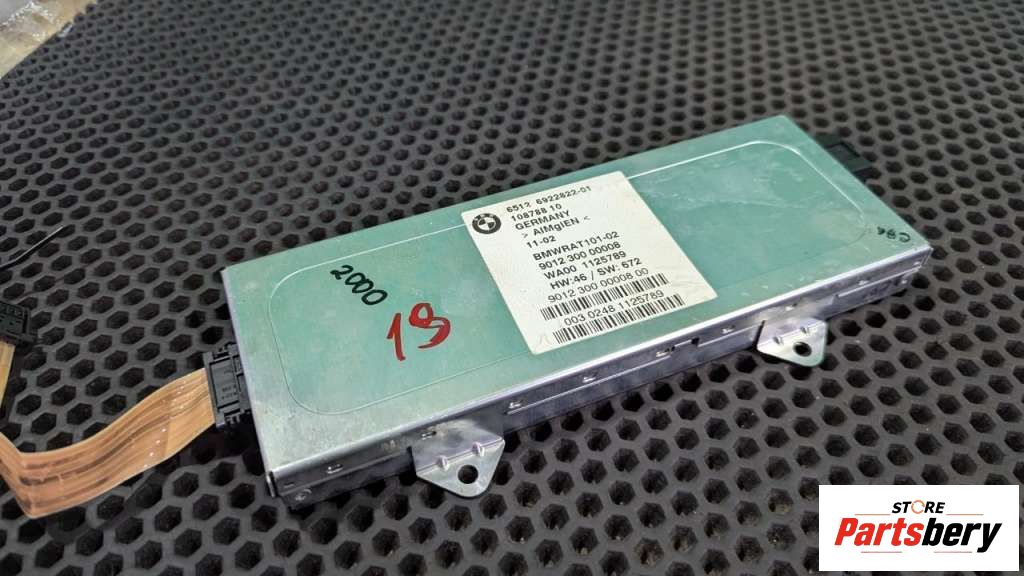 6512 6922822-01
108788 10
GERMANY
> AlMgIEN <
11-02
BMWRAT101-02
9012 300 00008
WA00 1125789
HW:46 / SW: 672
9012 300 00008 00
003 0248 1125789
2000
19
STORE
Partsbery